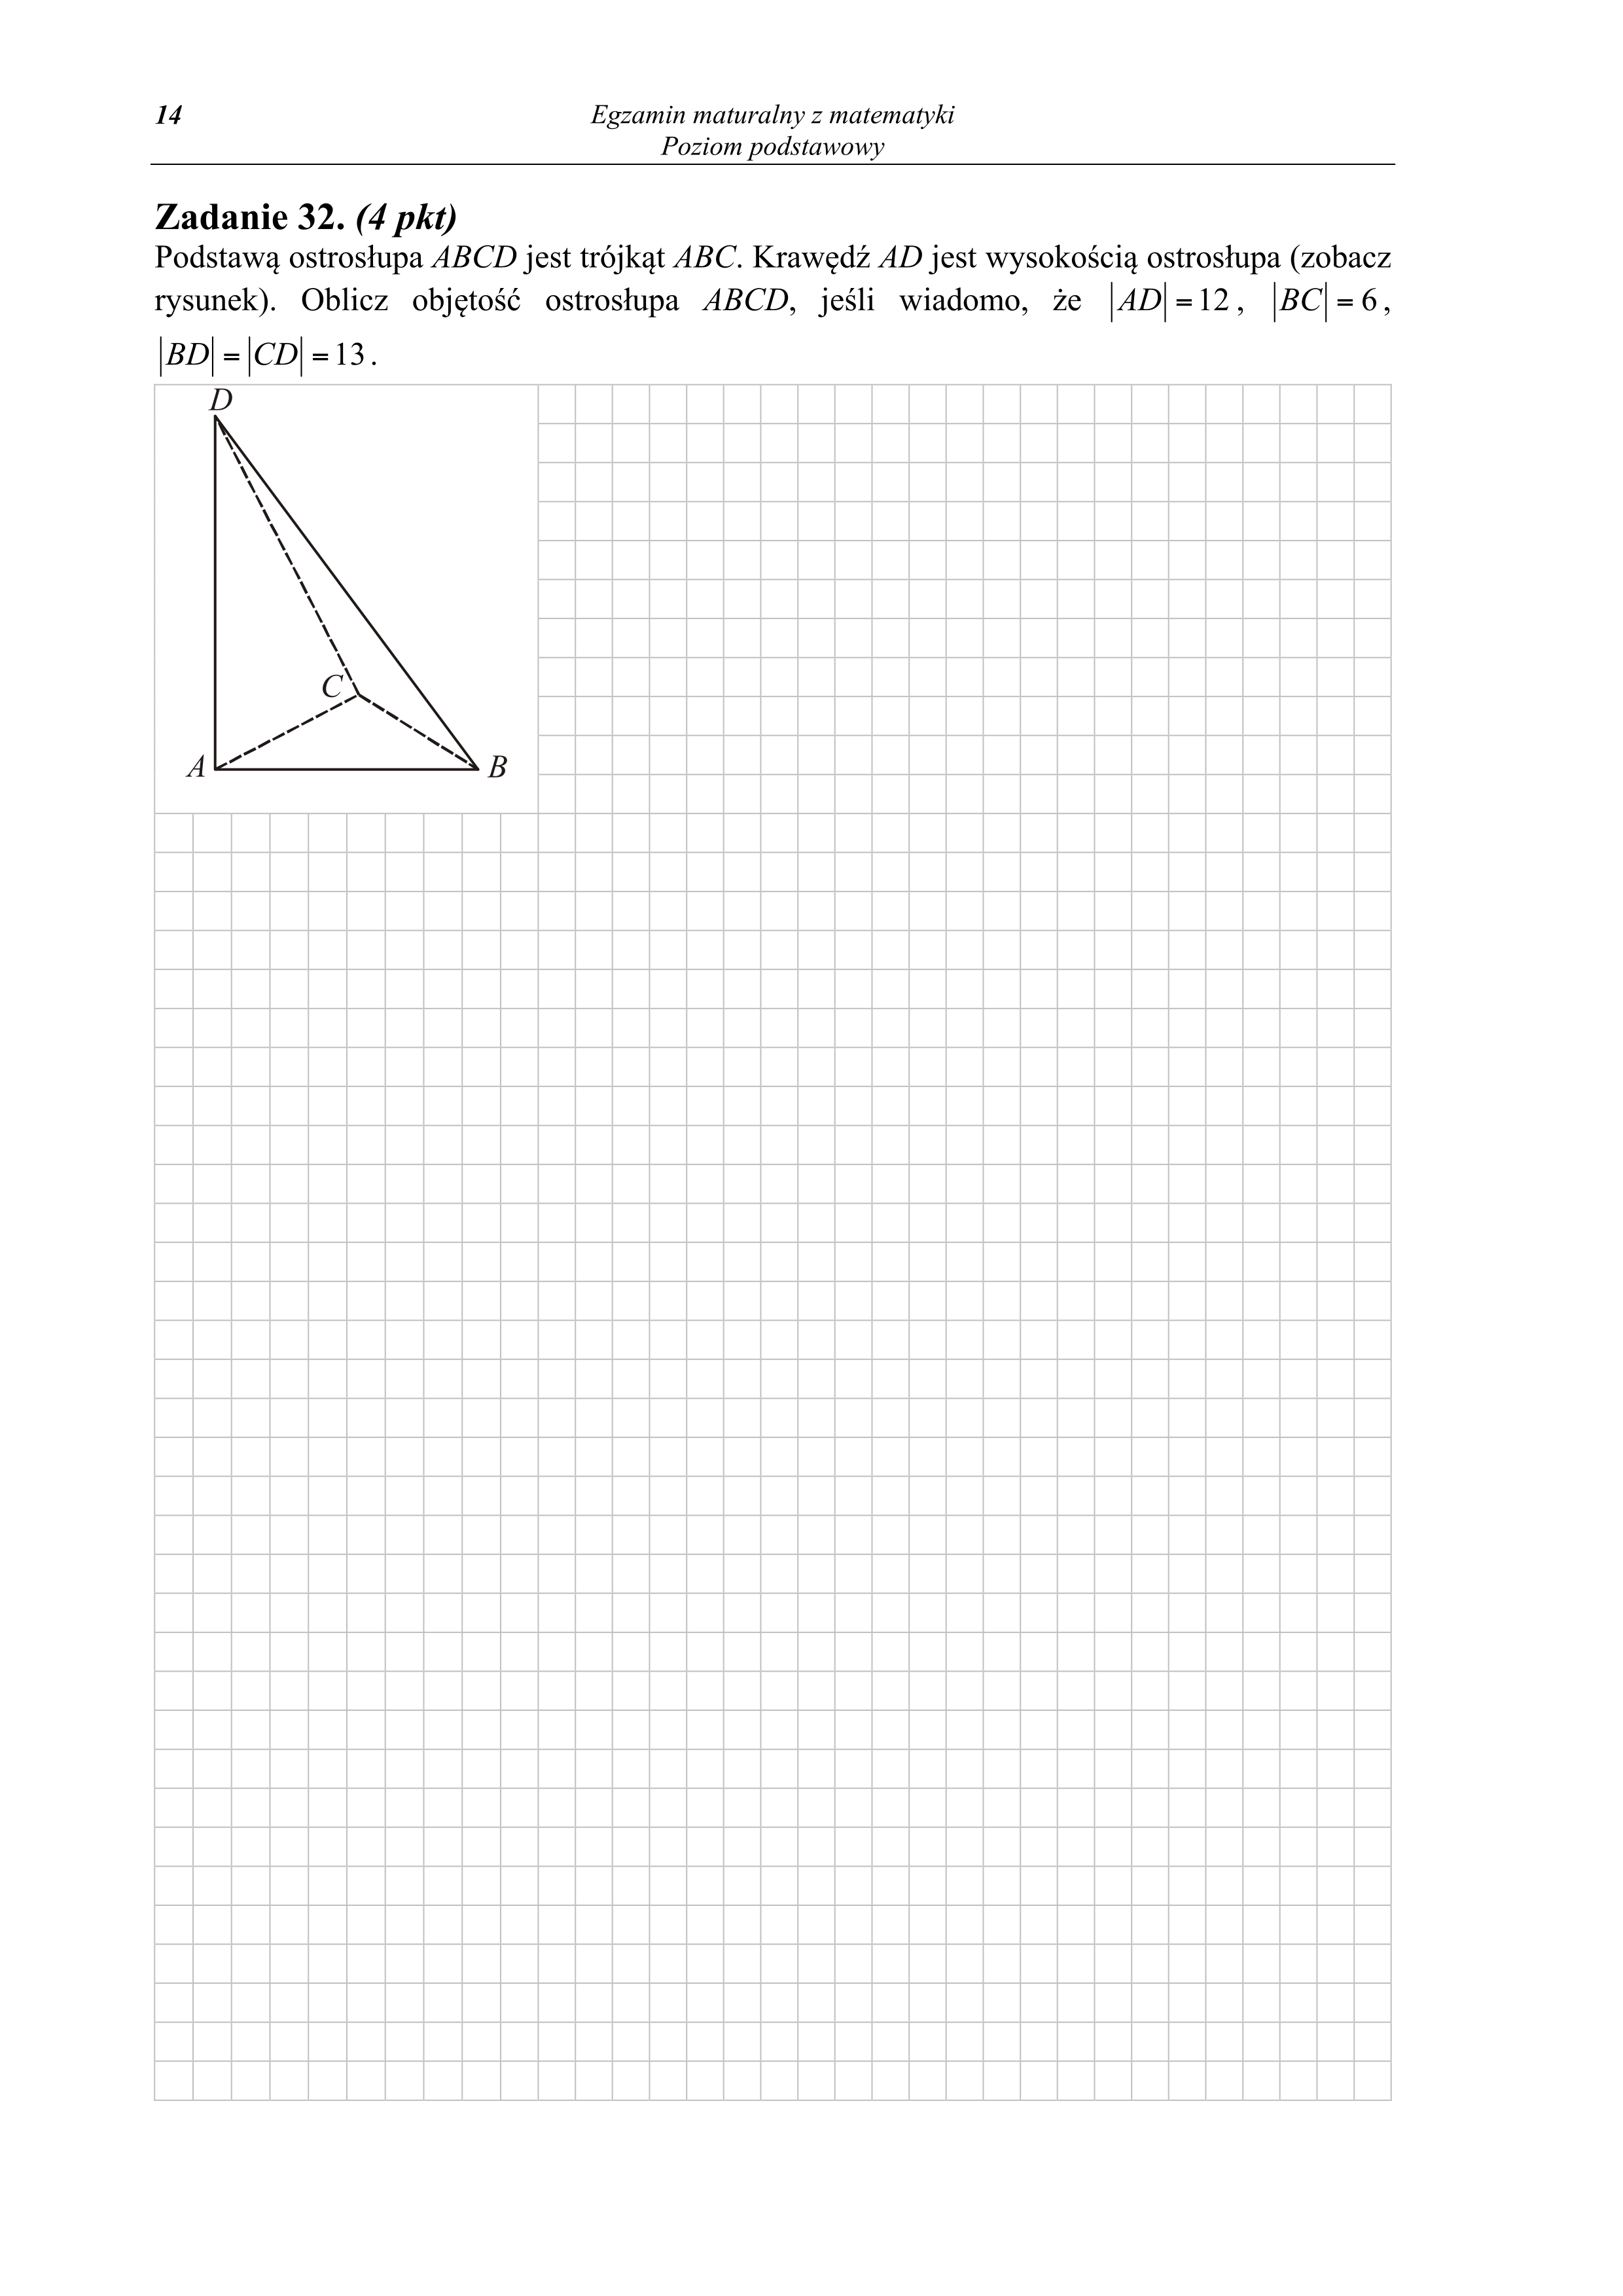 14
Egzamin maturalny z matematyki
Poziom podstawowy
Zadanie 32. (4 pkt)
Podstawą ostrosłupa ABCD jest trójkąt ABC. Krawędź AD jest wysokością ostrosłupa (zobacz
rysunek). Oblicz objętość ostrosłupa ABCD, jeśli wiadomo, że |AD| = 12, |BC| = 6,
|BD| = |CD| = 13.
D
C
A
B